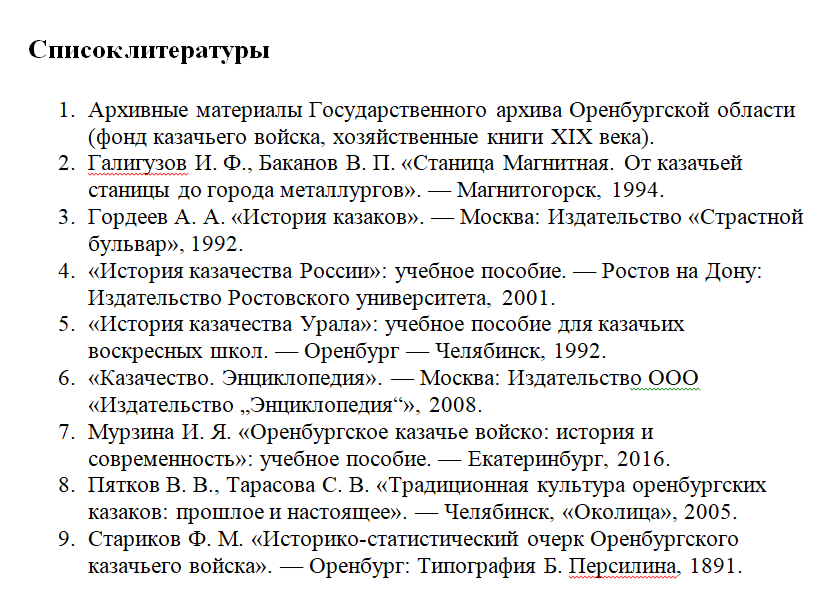 Список литературы
1. Архивные материалы Государственного архива Оренбургской области
(фонд казачьего войска, хозяйственные книги XIX века).
2. Галигузов И. Ф., Баканов В. П. «Станица Магнитная. От казачьей
станицы до города металлургов». — Магнитогорск, 1994.
3. Гордеев А. А. «История казаков». — Москва: Издательство «Страстной
бульвар», 1992.
4. «История казачества России»: учебное пособие. — Ростов на Дону:
Издательство Ростовского университета, 2001.
5. «История казачества Урала»: учебное пособие для казачьих
воскресных школ. — Оренбург — Челябинск, 1992.
6. «Казачество. Энциклопедия». — Москва: Издательство ООО
«Издательство „Энциклопедия“», 2008.
7. Мурзина И. Я. «Оренбургское казачье войско: история и
современность»: учебное пособие. — Екатеринбург, 2016.
8. Пятков В. В., Тарасова С. В. «Традиционная культура оренбургских
казаков: прошлое и настоящее». — Челябинск, «Околица», 2005.
9. Стариков Ф. М. «Историко-статистический очерк Оренбургского
казачьего войска». — Оренбург: Типография Б. Персилина, 1891.